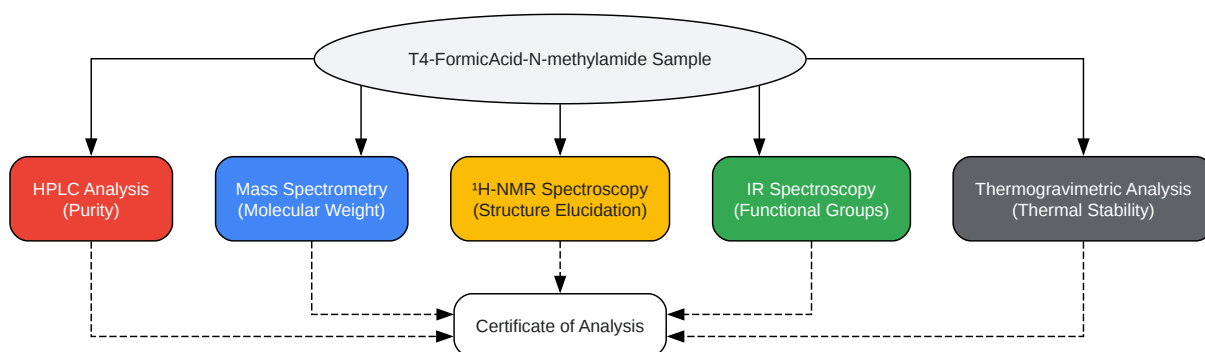 T4-FormicAcid-N-methylamide Sample
HPLC Analysis
(Purity)
Mass Spectrometry
(Molecular Weight)
¹H-NMR Spectroscopy
(Structure Elucidation)
IR Spectroscopy
(Functional Groups)
Thermogravimetric Analysis
(Thermal Stability)
Certificate of Analysis